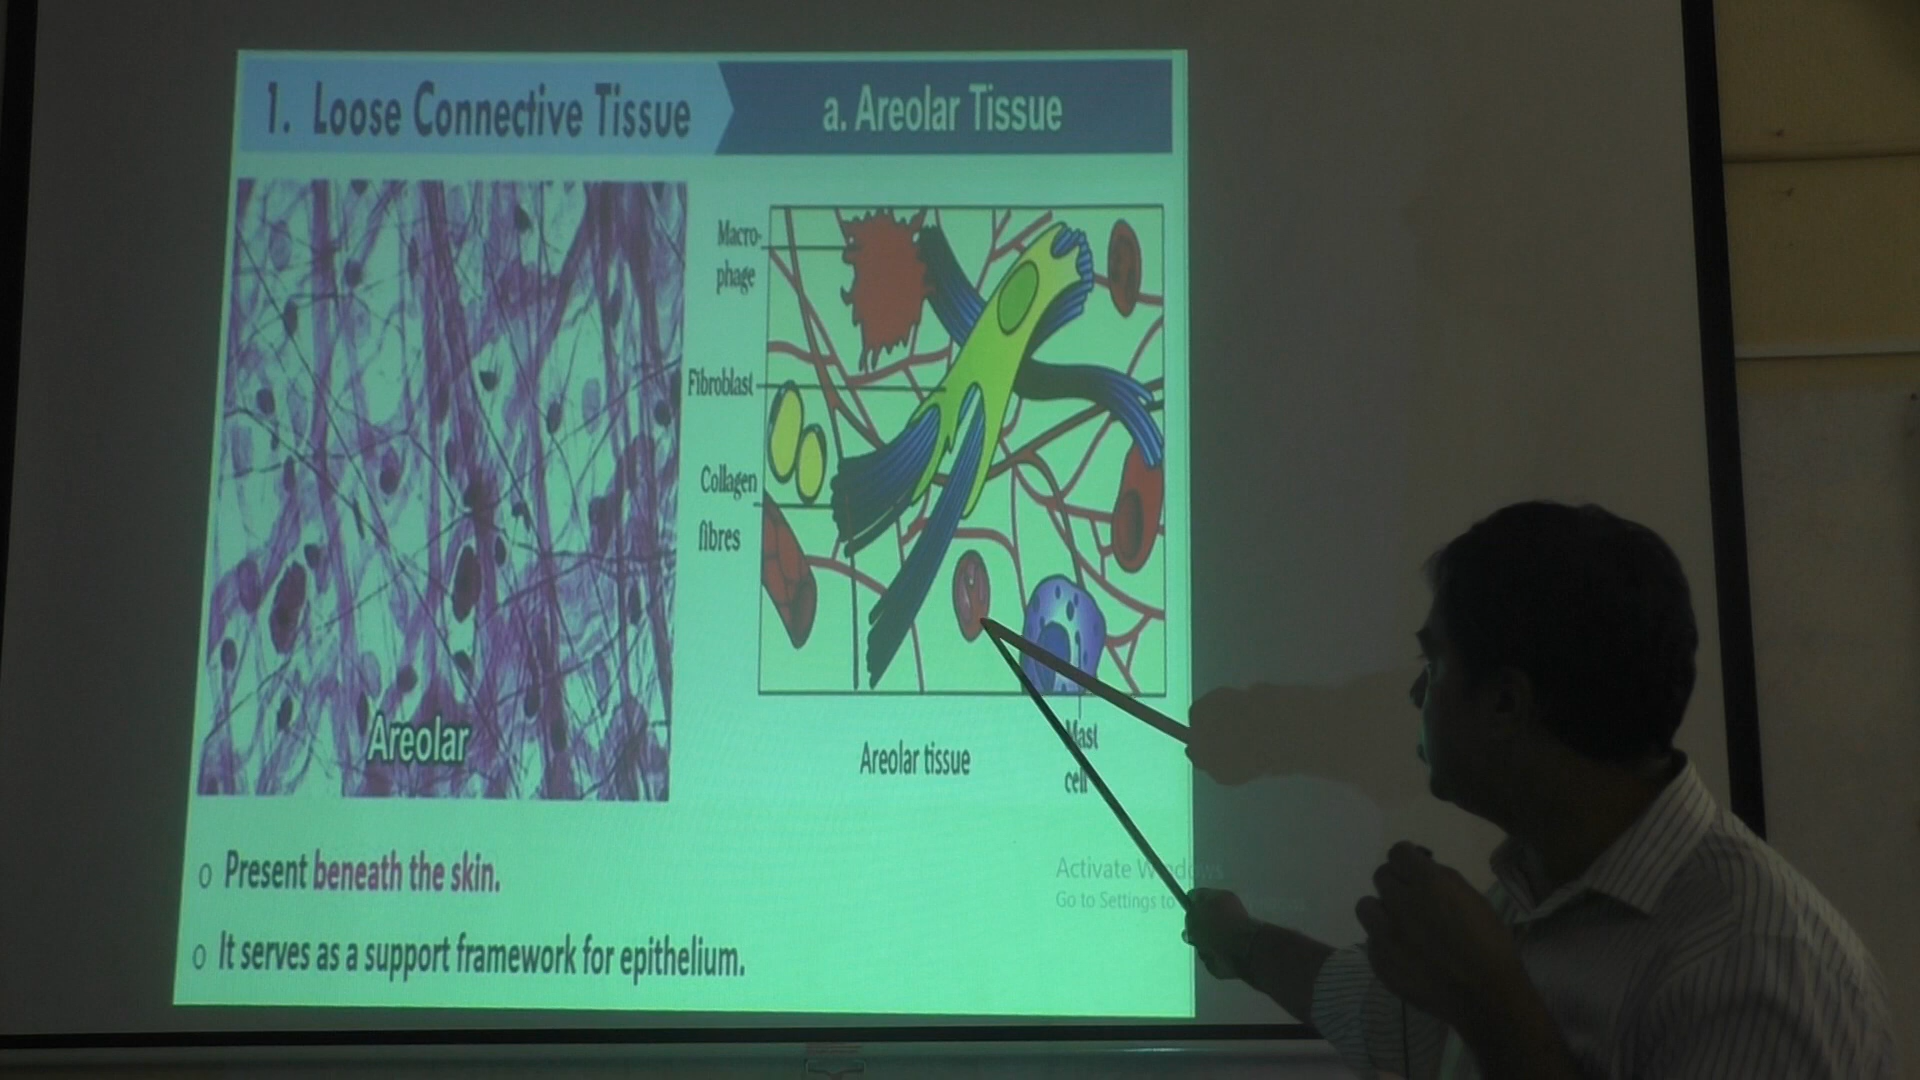 1. Loose Connective Tissue
a. Areolar Tissue
Macro-
phage
Fibroblast
Collagen
fibres
Areolar
Areolar tissue
Mast
cell
o Present beneath the skin.
o It serves as a support framework for epithelium.
Activate Windows
Go to Settings to